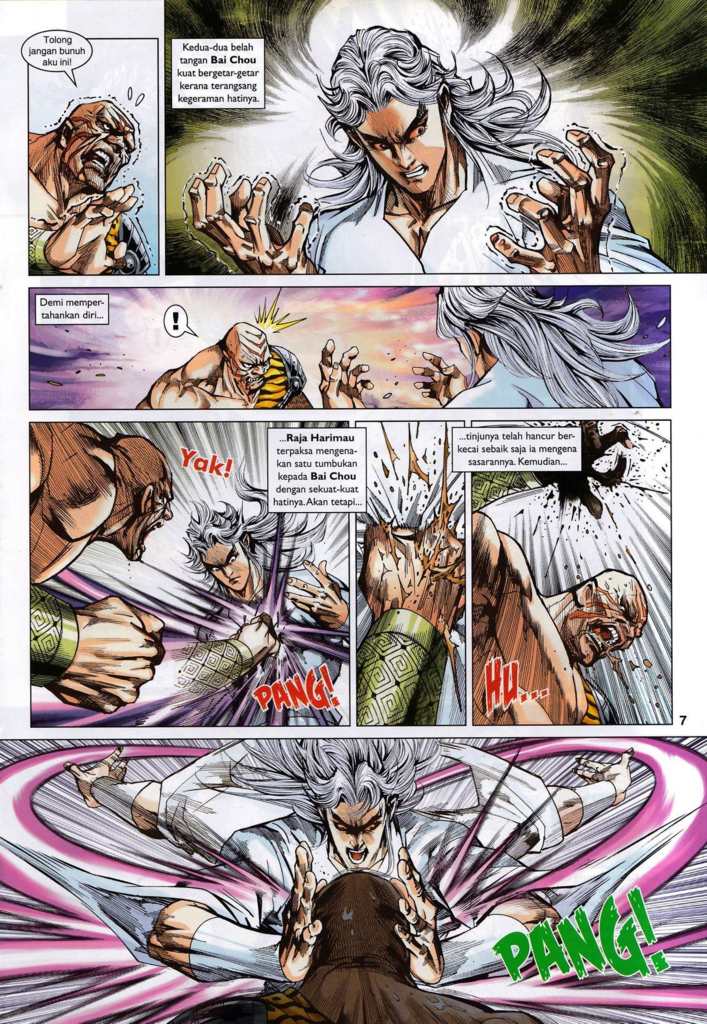 Tolong
jangan bunuh
aku ini!
Kedua-dua belah
tangan Bai Chou
kuat bergetar-getar
kerana terangsang
kegeraman hatinya.
Demi memper-
tahankan diri...
!
Yak!
...Raja Harimau
terpaksa mengena-
kan satu tumbukan
kepada Bai Chou
dengan sekuat-kuat
hatinya. Akan tetapi...
PANG!
...tinjunya telah hancur ber-
kecai sebaik saja ia mengena
sasarannya. Kemudian...
HU...
7
PANG!